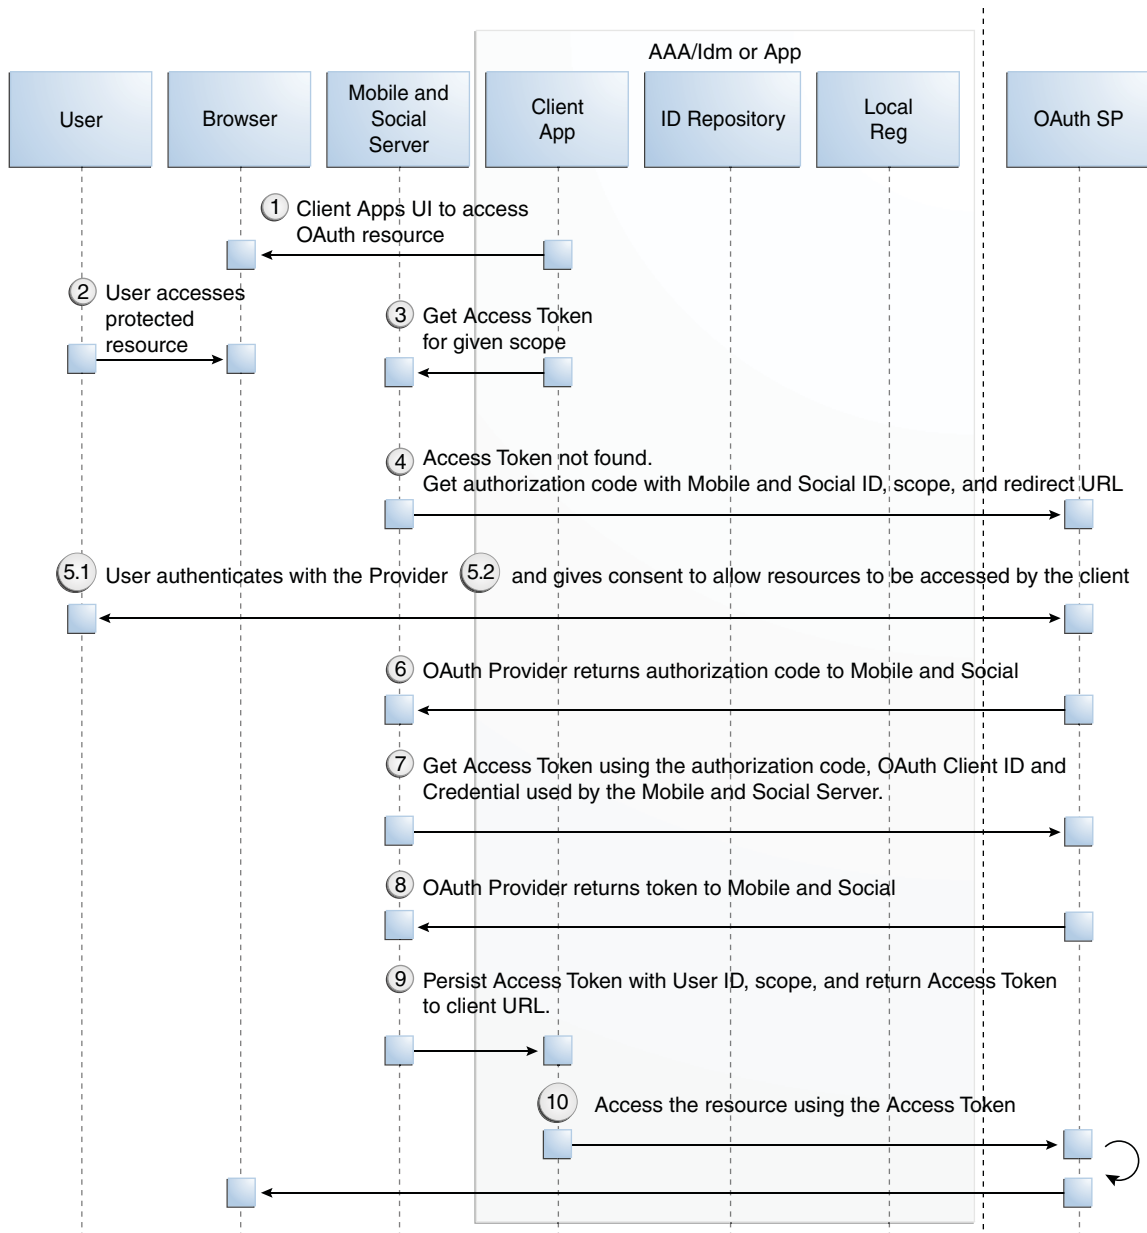 AAA/Idm or App
User
Browser
Mobile and
Social
Server
Client
App
ID Repository
Local
Reg
OAuth SP
1 Client Apps UI to access
OAuth resource
2 User accesses
protected
resource
3 Get Access Token
for given scope
4 Access Token not found.
Get authorization code with Mobile and Social ID, scope, and redirect URL
5.1 User authenticates with the Provider 5.2 and gives consent to allow resources to be accessed by the client
6 OAuth Provider returns authorization code to Mobile and Social
7 Get Access Token using the authorization code, OAuth Client ID and
Credential used by the Mobile and Social Server.
8 OAuth Provider returns token to Mobile and Social
9 Persist Access Token with User ID, scope, and return Access Token
to client URL.
10 Access the resource using the Access Token